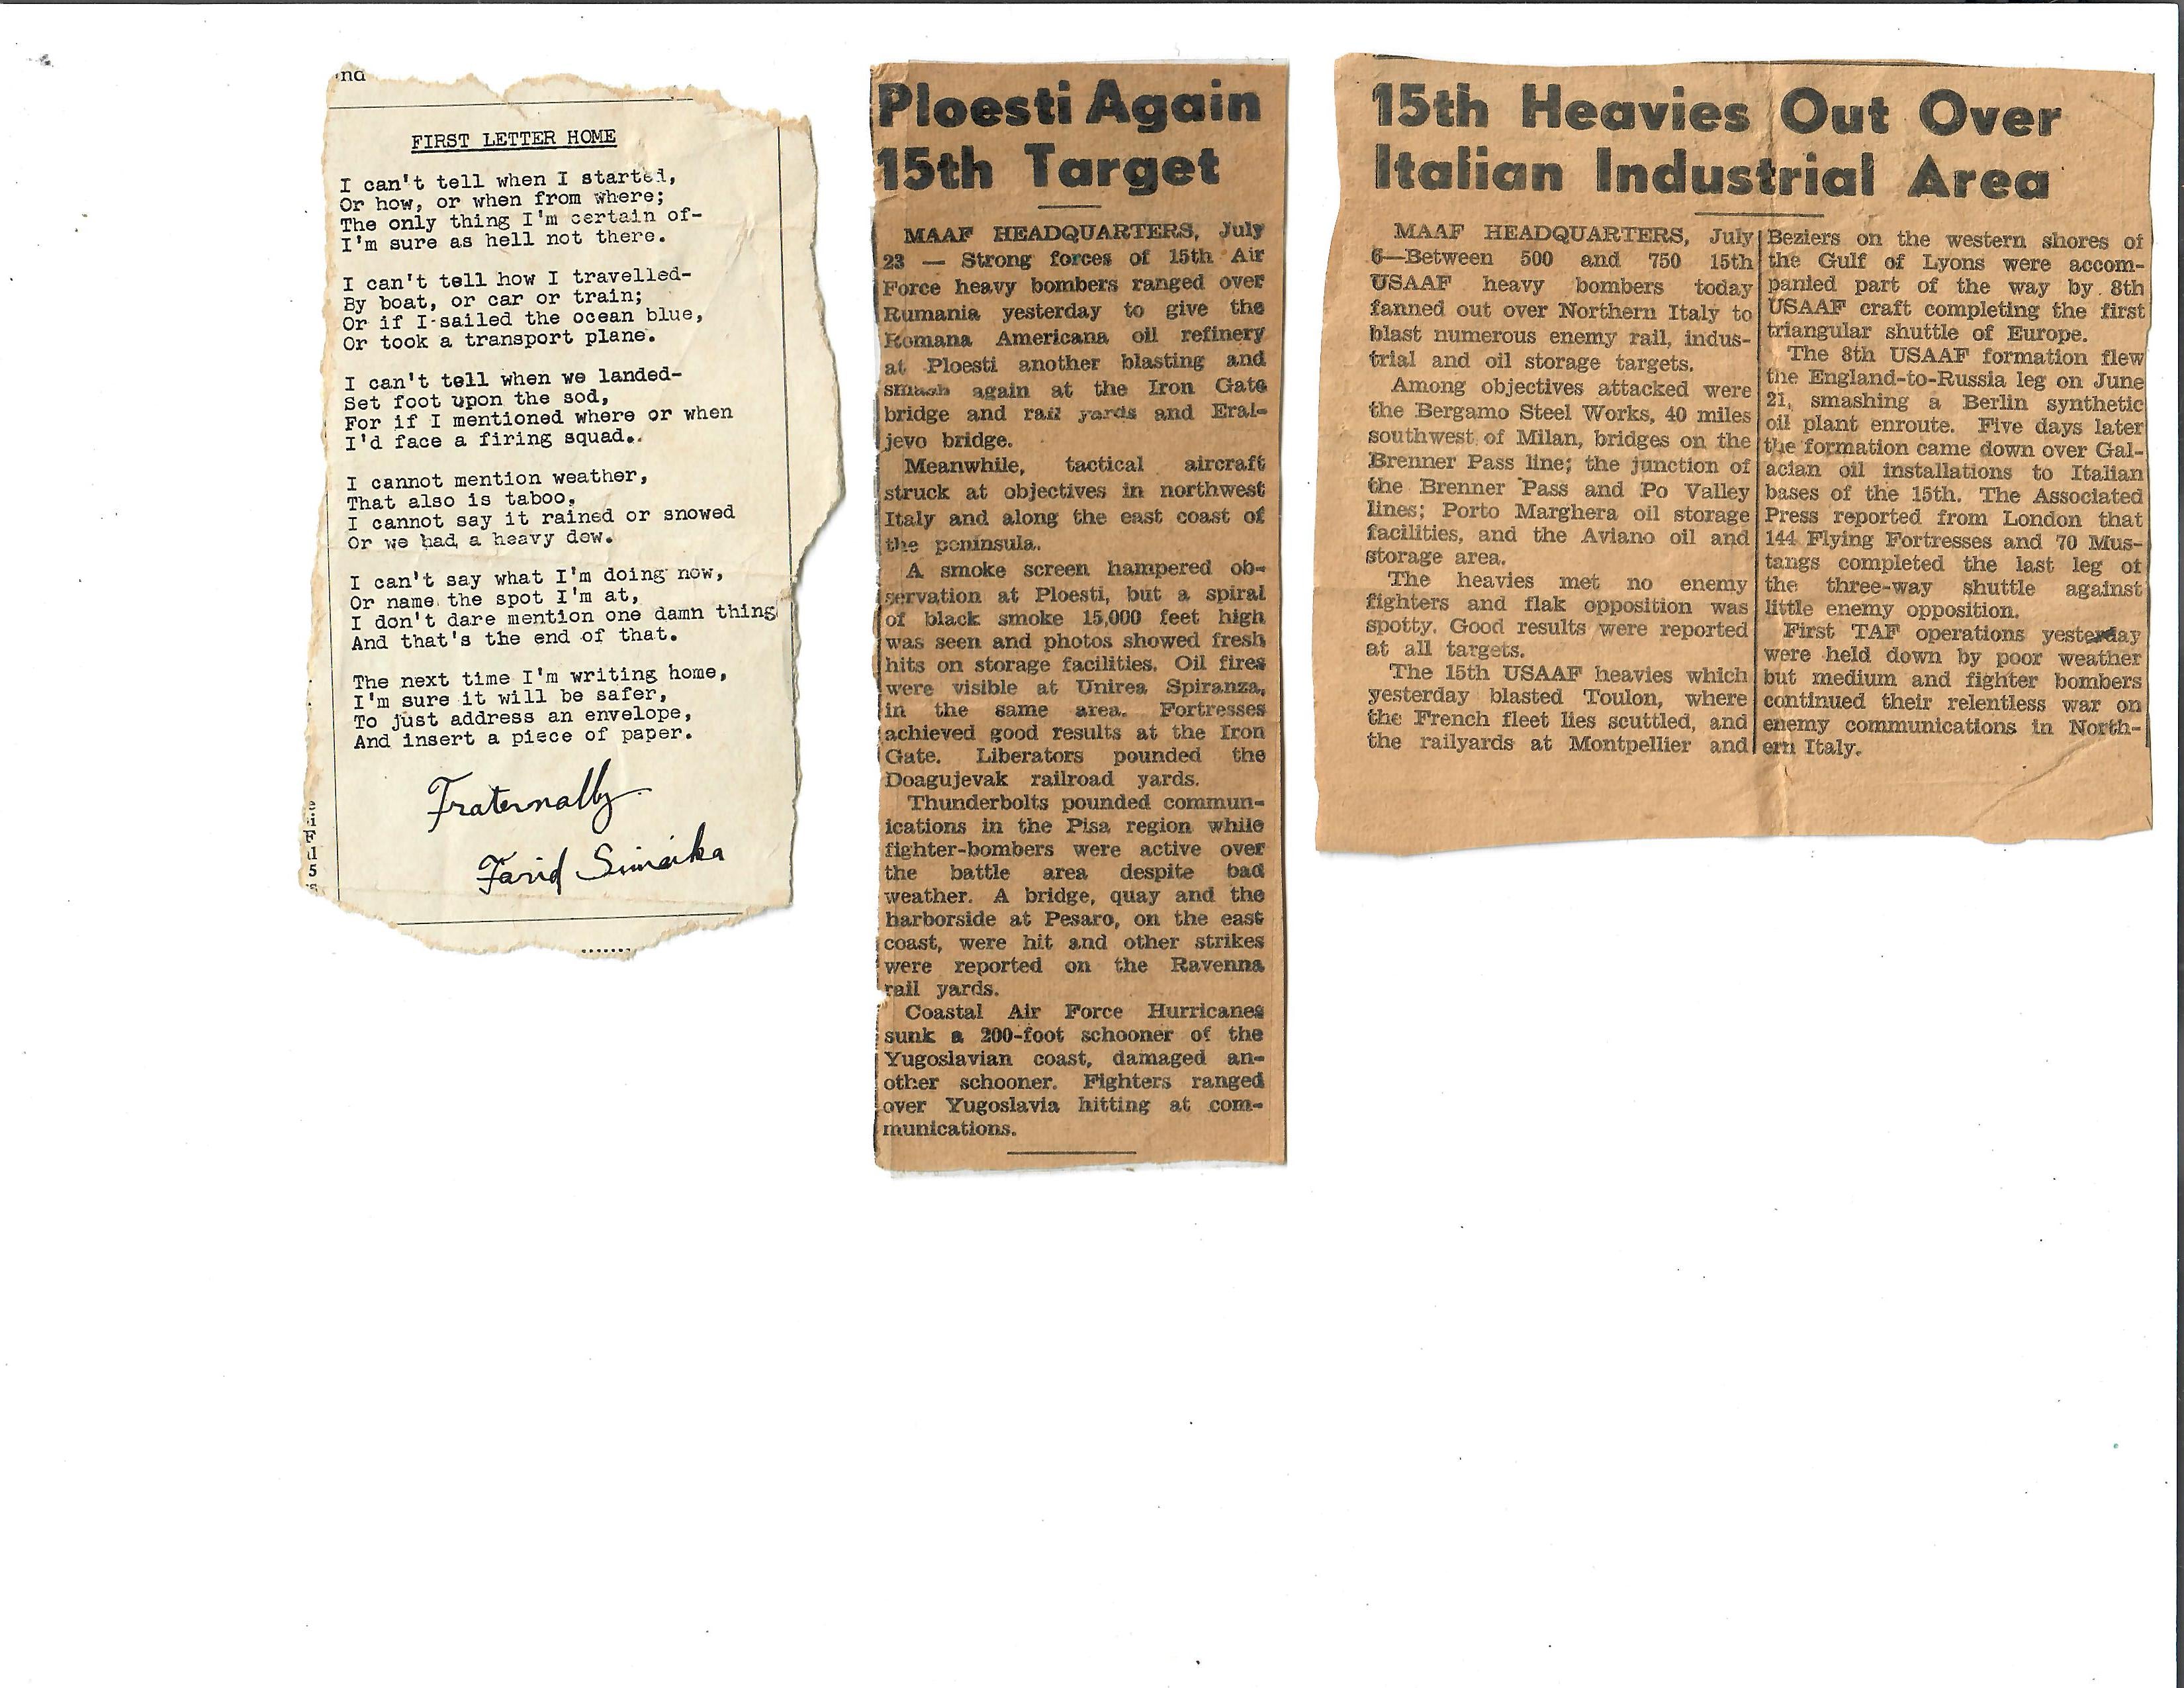 nd
FIRST LETTER HOME
I can't tell when I started,
Or how, or when from where;
The only thing I'm certain of-
I'm sure as hell not there.
I can't tell how I travelled-
By boat, or car or train;
Or if I sailed the ocean blue,
Or took a transport plane.
I can't tell when we landed-
Set foot upon the sod,
For if I mentioned where or when
I'd face a firing squad..
I cannot mention weather,
That also is taboo,
I cannot say it rained or snowed
Or we had a heavy dew.
I can't say what I'm doing now,
Or name the spot I'm at,
I don't dare mention one damn thing
And that's the end of that.
The next time I'm writing home,
I'm sure it will be safer,
To just address an envelope,
And insert a piece of paper.
Fraternally
Farid Simaika
Ploesti Again
15th Target
MAAF HEADQUARTERS, July
23 — Strong forces of 15th Air
Force heavy bombers ranged over
Rumania yesterday to give the
Romana Americana oil refinery
at Ploesti another blasting and
smash again at the Iron Gate
bridge and rail yards and Eral-
jevo bridge.
Meanwhile, tactical aircraft
struck at objectives in northwest
Italy and along the east coast of
the peninsula.
A smoke screen hampered ob-
servation at Ploesti, but a spiral
of black smoke 15,000 feet high
was seen and photos showed fresh
hits on storage facilities. Oil fires
were visible at Unirea Spiranza,
in the same area. Fortresses
achieved good results at the Iron
Gate. Liberators pounded the
Doagujevak railroad yards.
Thunderbolts pounded commun-
ications in the Pisa region while
fighter-bombers were active over
the battle area despite bad
weather. A bridge, quay and the
harborside at Pesaro, on the east
coast, were hit and other strikes
were reported on the Ravenna
rail yards.
Coastal Air Force Hurricanes
sunk a 200-foot schooner of the
Yugoslavian coast, damaged an-
other schooner. Fighters ranged
over Yugoslavia hitting at com-
munications.
15th Heavies Out Over
Italian Industrial Area
MAAF HEADQUARTERS, July
6—Between 500 and 750 15th
USAAF heavy bombers today
fanned out over Northern Italy to
blast numerous enemy rail, indus-
trial and oil storage targets.
Among objectives attacked were
the Bergamo Steel Works, 40 miles
southwest of Milan, bridges on the
Brenner Pass line; the junction of
the Brenner Pass and Po Valley
lines; Porto Marghera oil storage
facilities, and the Aviano oil and
storage area.
The heavies met no enemy
fighters and flak opposition was
spotty. Good results were reported
at all targets.
The 15th USAAF heavies which
yesterday blasted Toulon, where
the French fleet lies scuttled, and
the railyards at Montpellier and
Beziers on the western shores of
the Gulf of Lyons were accom-
panied part of the way by 8th
USAAF craft completing the first
triangular shuttle of Europe.
The 8th USAAF formation flew
the England-to-Russia leg on June
21, smashing a Berlin synthetic
oil plant enroute. Five days later
the formation came down over Gal-
acian oil installations to Italian
bases of the 15th. The Associated
Press reported from London that
144 Flying Fortresses and 70 Mus-
tangs completed the last leg of
the three-way shuttle against
little enemy opposition.
First TAF operations yesterday
were held down by poor weather
but medium and fighter bombers
continued their relentless war on
enemy communications in North-
ern Italy.